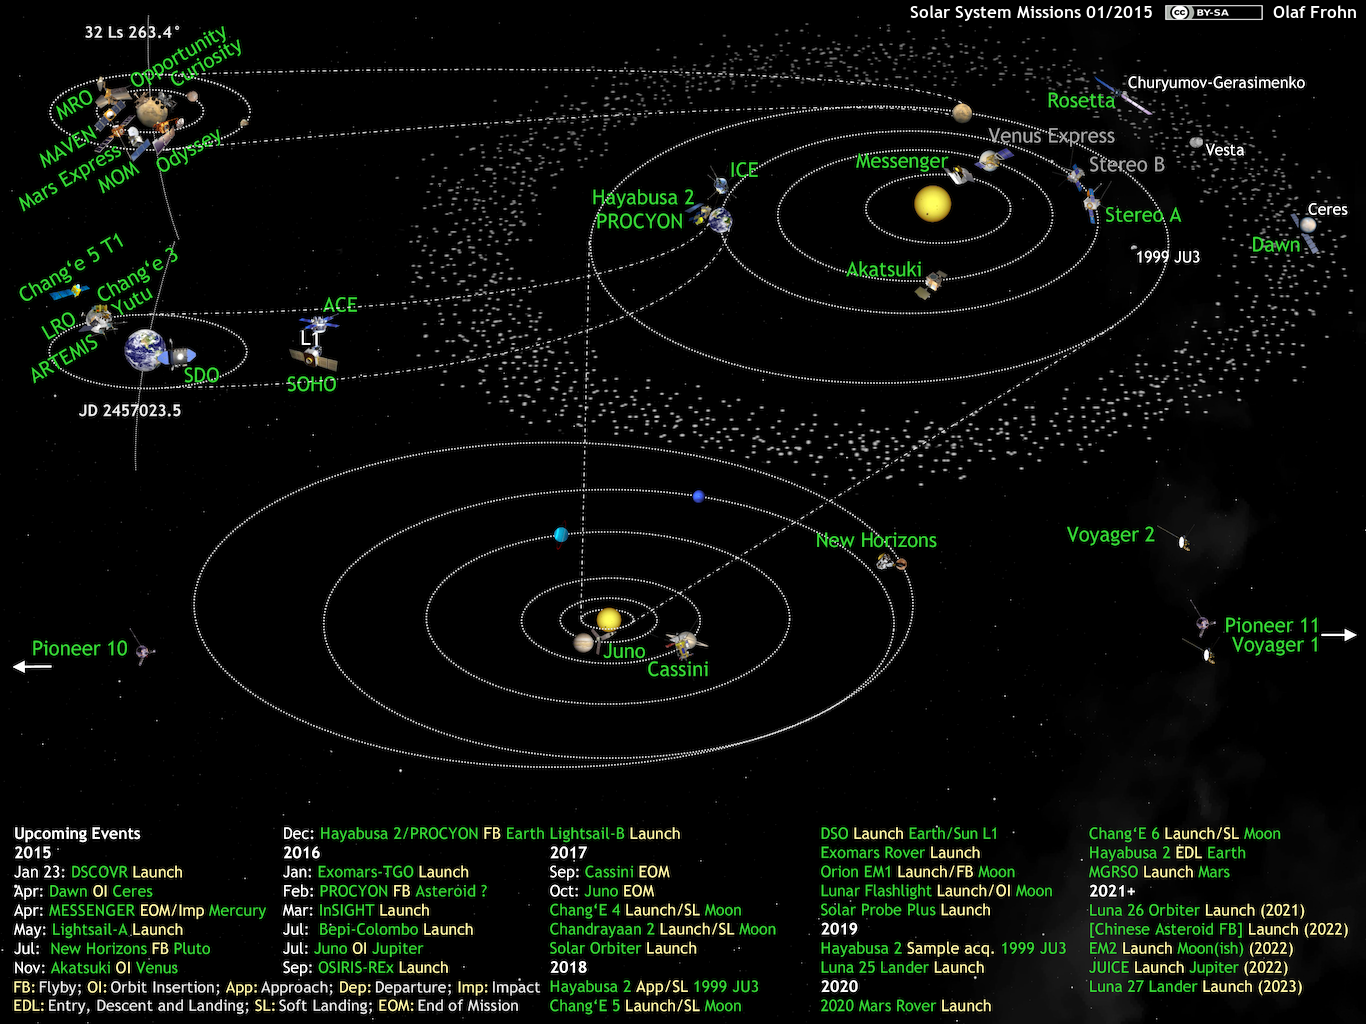 Solar System Missions 01/2015 CC BY-SA Olaf Frohn
32 Ls 263.4°
Opportunity
Curiosity
MRO
MAVEN
Mars Express
MOM
Odyssey
Churyumov-Gerasimenko
Rosetta
Venus Express
Messenger
Vesta
Stereo B
ICE
Hayabusa 2
PROCYON
Stereo A
Ceres
Dawn
1999 JU3
Akatsuki
Chang‘e 5 T1
Chang‘e 3
Yutu
LRO
ARTEMIS
SDO
ACE
L1
SOHO
JD 2457023.5
New Horizons
Voyager 2
Pioneer 10
Juno
Cassini
Pioneer 11
Voyager 1
Upcoming Events
2015
Jan 23: DSCOVR Launch
Apr: Dawn OI Ceres
Apr: MESSENGER EOM/Imp Mercury
May: Lightsail-A Launch
Jul: New Horizons FB Pluto
Nov: Akatsuki OI Venus
FB: Flyby; OI: Orbit Insertion; App: Approach; Dep: Departure; Imp: Impact
EDL: Entry, Descent and Landing; SL: Soft Landing; EOM: End of Mission
Dec: Hayabusa 2/PROCYON FB Earth
2016
Jan: Exomars-TGO Launch
Feb: PROCYON FB Asteroid ?
Mar: InSIGHT Launch
Jul: Bepi-Colombo Launch
Jul: Juno OI Jupiter
Sep: OSIRIS-REx Launch
Lightsail-B Launch
2017
Sep: Cassini EOM
Oct: Juno EOM
Chang‘E 4 Launch/SL Moon
Chandrayaan 2 Launch/SL Moon
Solar Orbiter Launch
2018
Hayabusa 2 App/SL 1999 JU3
Chang‘E 5 Launch/SL Moon
DSO Launch Earth/Sun L1
Exomars Rover Launch
Orion EM1 Launch/FB Moon
Lunar Flashlight Launch/OI Moon
Solar Probe Plus Launch
2019
Hayabusa 2 Sample acq. 1999 JU3
Luna 25 Lander Launch
2020
2020 Mars Rover Launch
Chang‘E 6 Launch/SL Moon
Hayabusa 2 EDL Earth
MGRSO Launch Mars
2021+
Luna 26 Orbiter Launch (2021)
[Chinese Asteroid FB] Launch (2022)
EM2 Launch Moon(ish) (2022)
JUICE Launch Jupiter (2022)
Luna 27 Lander Launch (2023)